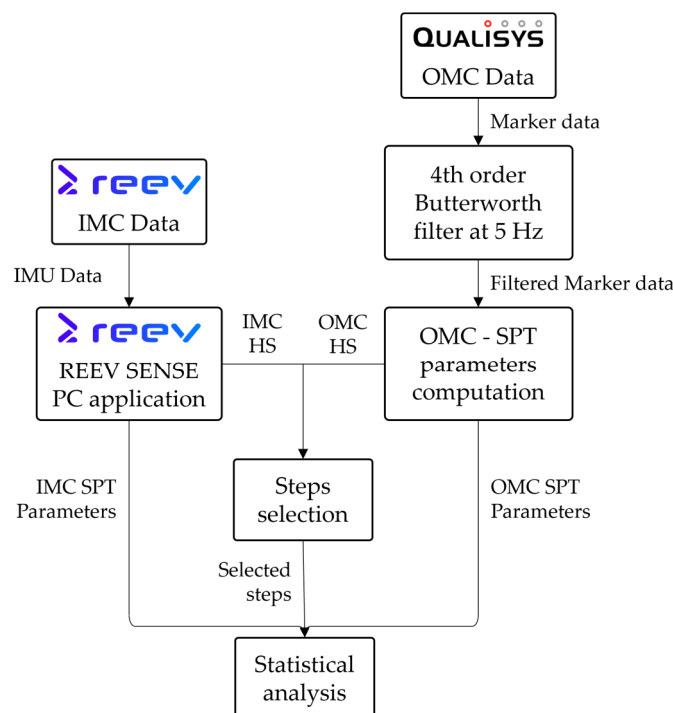 QUALISYS
OMC Data
Marker data
4th order
Butterworth
filter at 5 Hz
reev
IMC Data
IMU Data
Filtered Marker data
reev
REEV SENSE
PC application
IMC
HS
OMC
HS
OMC - SPT
parameters
computation
IMC SPT
Parameters
Steps
selection
OMC SPT
Parameters
Selected
steps
Statistical
analysis